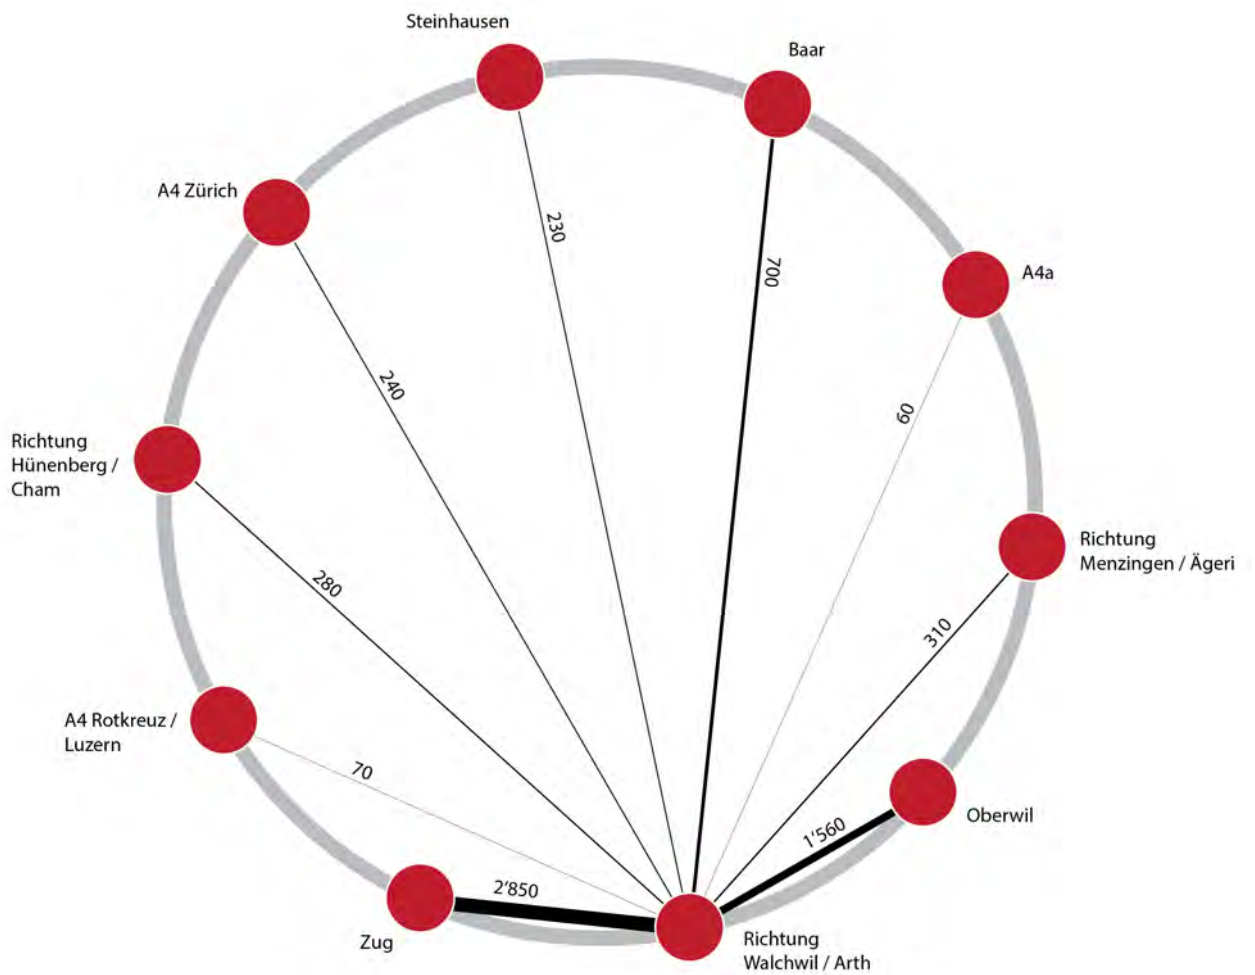 Steinhausen
Baar
A4 Zürich
230
700
A4a
240
60
Richtung
Hünenberg /
Cham
Richtung
Menzingen / Ägeri
280
310
A4 Rotkreuz /
Luzern
70
Oberwil
1‘560
2‘850
Zug
Richtung
Walchwil / Arth